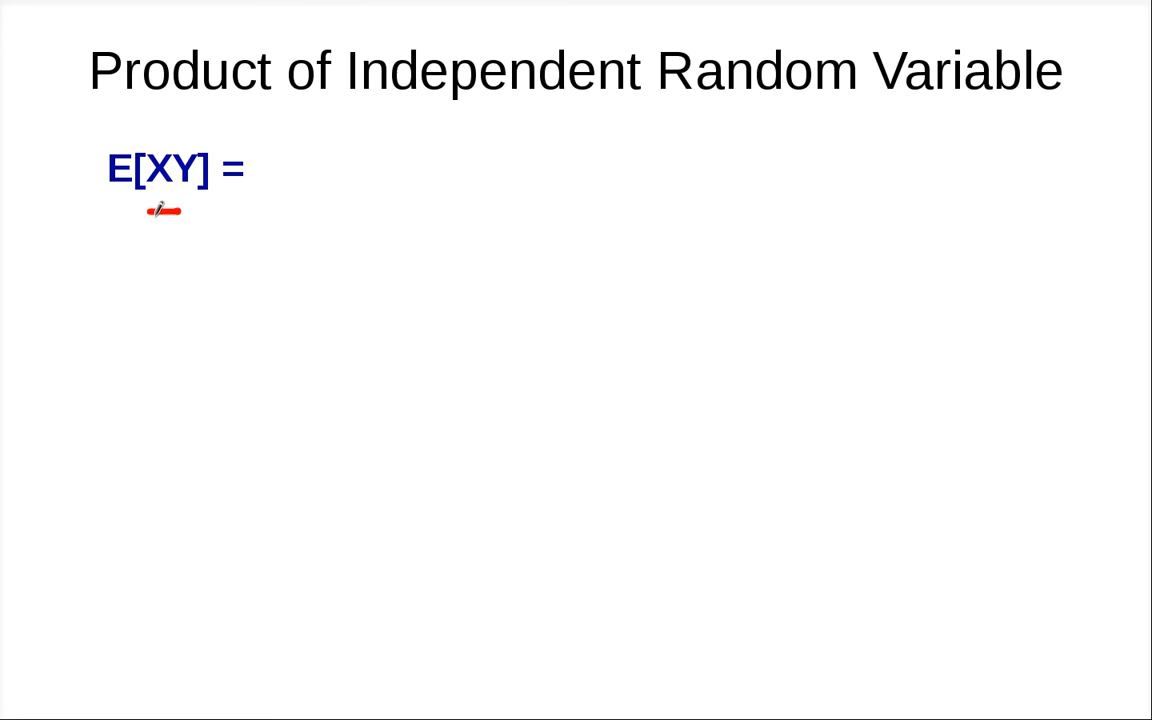 Product of Independent Random Variable
E[XY] =